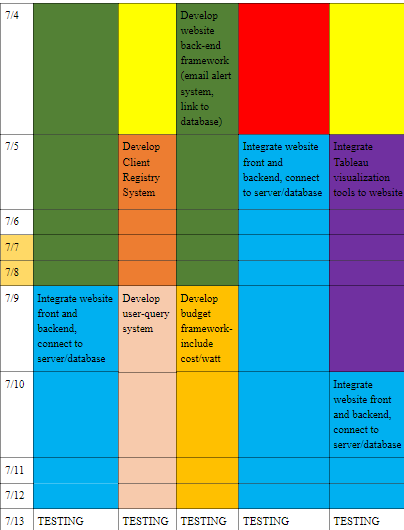 7/4
Develop
website
back-end
framework
(email alert
system,
link to
database)
7/5
Develop
Client
Registry
System
Integrate website
front and
backend, connect
to server/database
Integrate
Tableau
visualization
tools to website
7/6
7/7
7/8
7/9
Integrate website
front and
backend,
connect to
server/database
Develop
user-query
system
Develop
budget
framework-
include
cost/watt
7/10
Integrate
website front
and backend,
connect to
server/database
7/11
7/12
7/13
TESTING
TESTING
TESTING
TESTING
TESTING